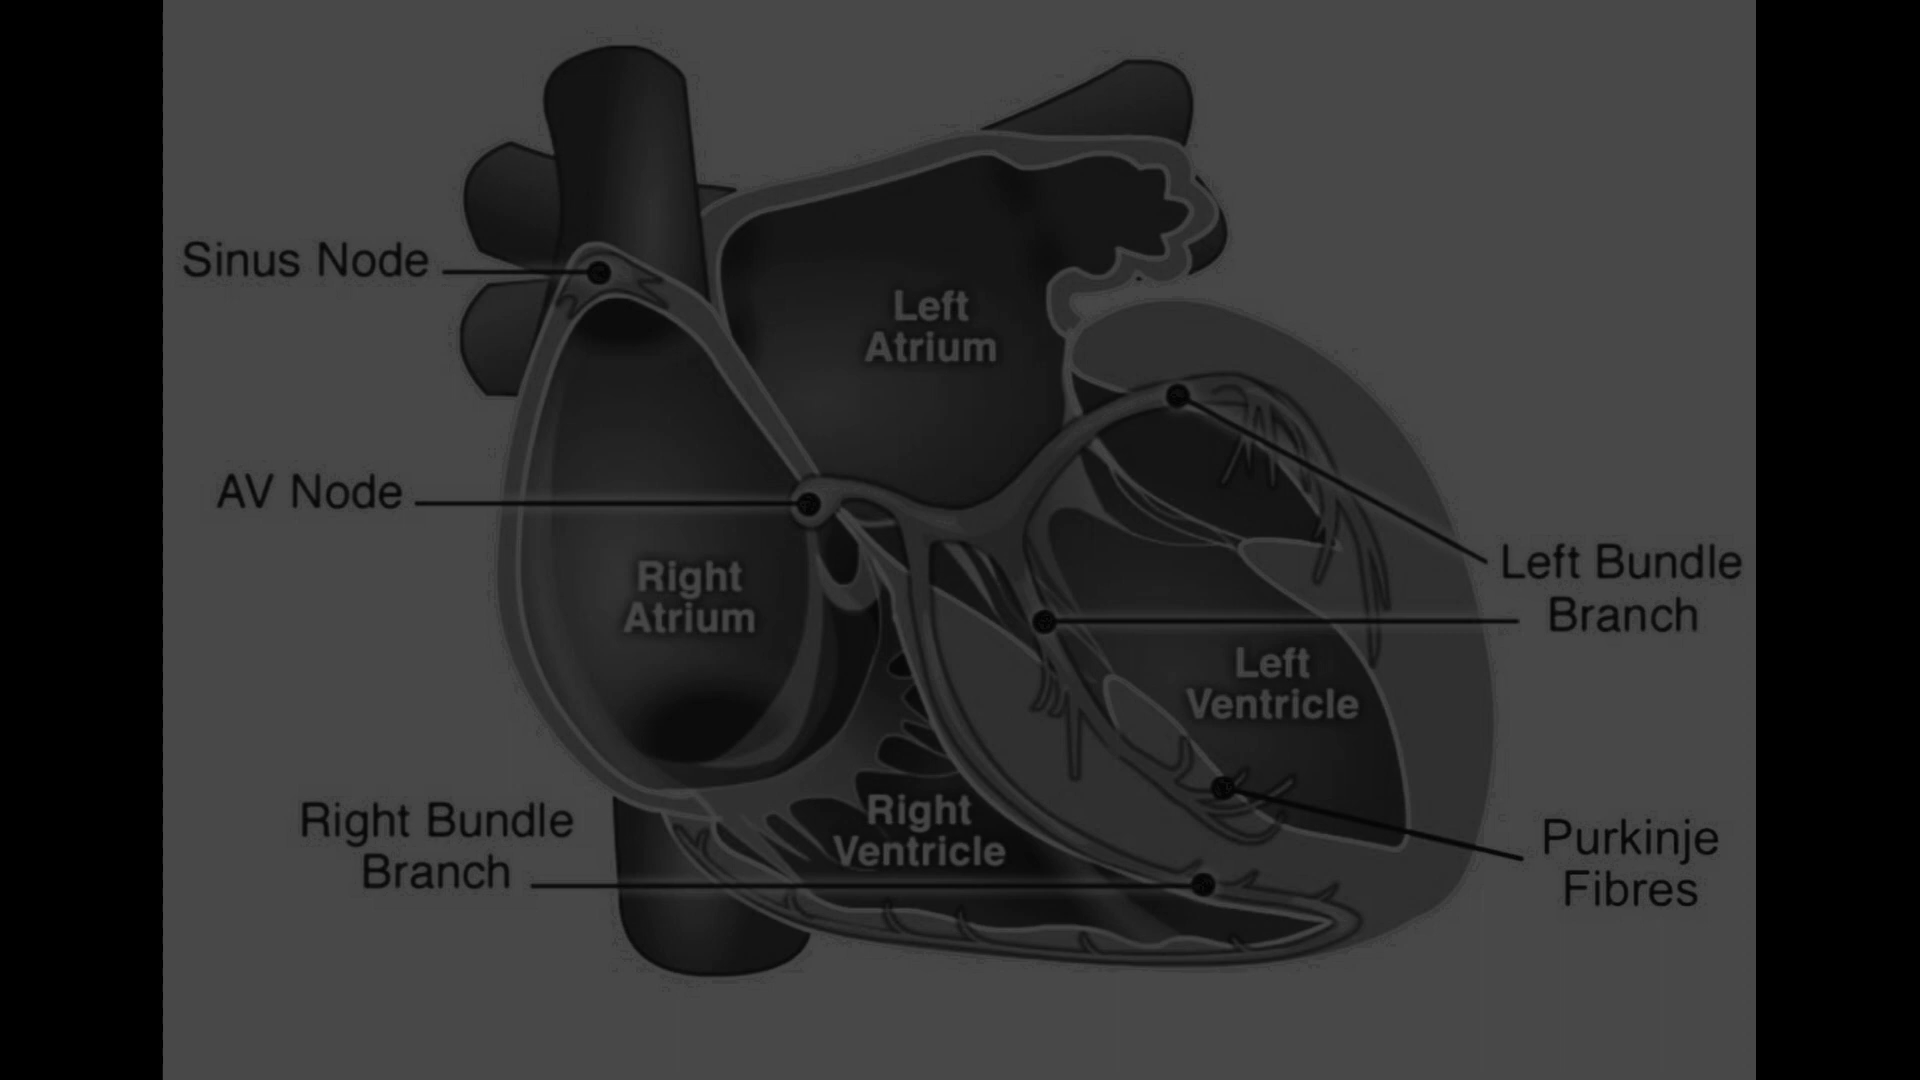 Sinus Node
Left
Atrium
AV Node
Right
Atrium
Left Bundle
Branch
Left
Ventricle
Right Bundle
Branch
Right
Ventricle
Purkinje
Fibres